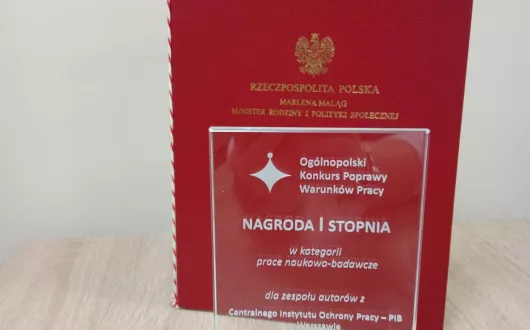 RZECZPOSPOLITA POLSKA
MARLENA MALĄG
MINISTER RODZINY I POLITYKI SPOŁECZNEJ
Ogólnopolski
Konkurs Poprawy
Warunków Pracy
NAGRODA I STOPNIA
w kategorii
prace naukowo-badawcze
dla zespołu autorów z
Centralnego Instytutu Ochrony Pracy – PIB
w Warszawie